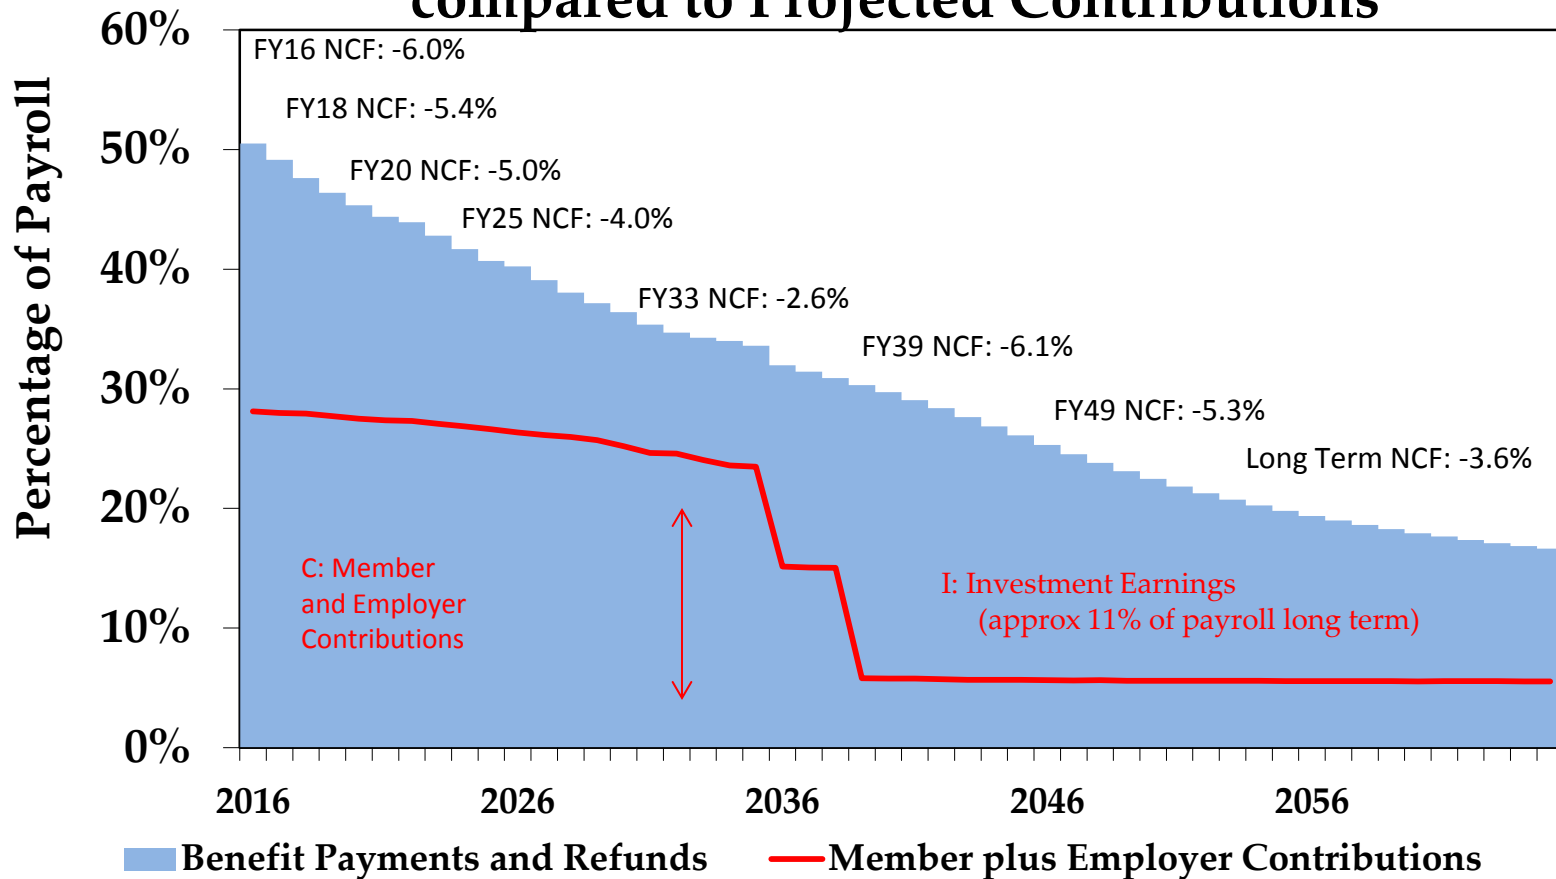 compared to Projected Contributions
Percentage of Payroll
60%
50%
40%
30%
20%
10%
0%
FY16 NCF: -6.0%
FY18 NCF: -5.4%
FY20 NCF: -5.0%
FY25 NCF: -4.0%
FY33 NCF: -2.6%
FY39 NCF: -6.1%
FY49 NCF: -5.3%
Long Term NCF: -3.6%
C: Member
and Employer
Contributions
I: Investment Earnings
(approx 11% of payroll long term)
2016
2026
2036
2046
2056
Benefit Payments and Refunds
Member plus Employer Contributions